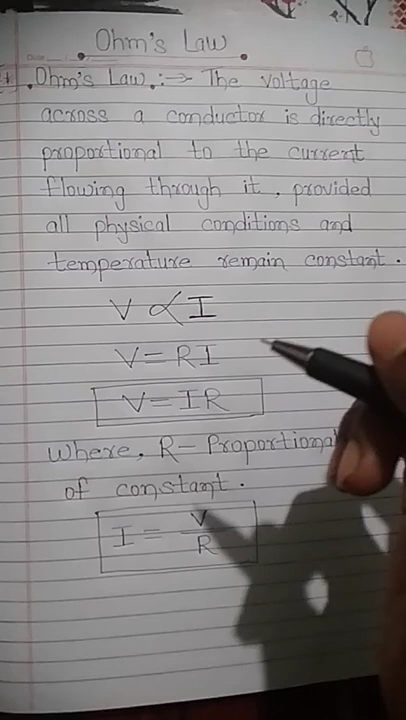 Ohm's Law
Ohm's Law :→ The voltage
across a conductor is directly
proportional to the current
flowing through it, provided
all physical conditions and
temperature remain constant.
V ∝ I
V = RI
V = IR
where, R - Proportional
of constant.
I = V/R